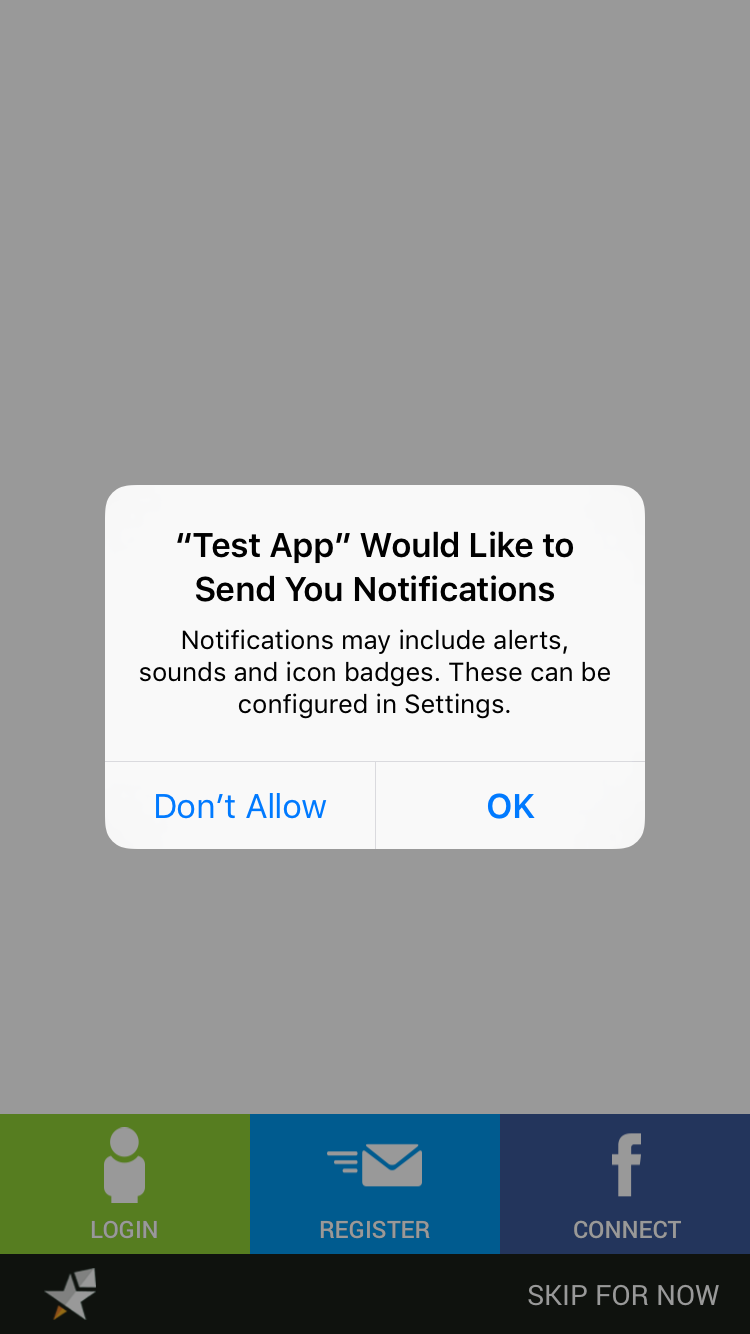 “Test App” Would Like to
Send You Notifications
Notifications may include alerts,
sounds and icon badges. These can be
configured in Settings.
Don’t Allow
OK
LOGIN
REGISTER
CONNECT
SKIP FOR NOW